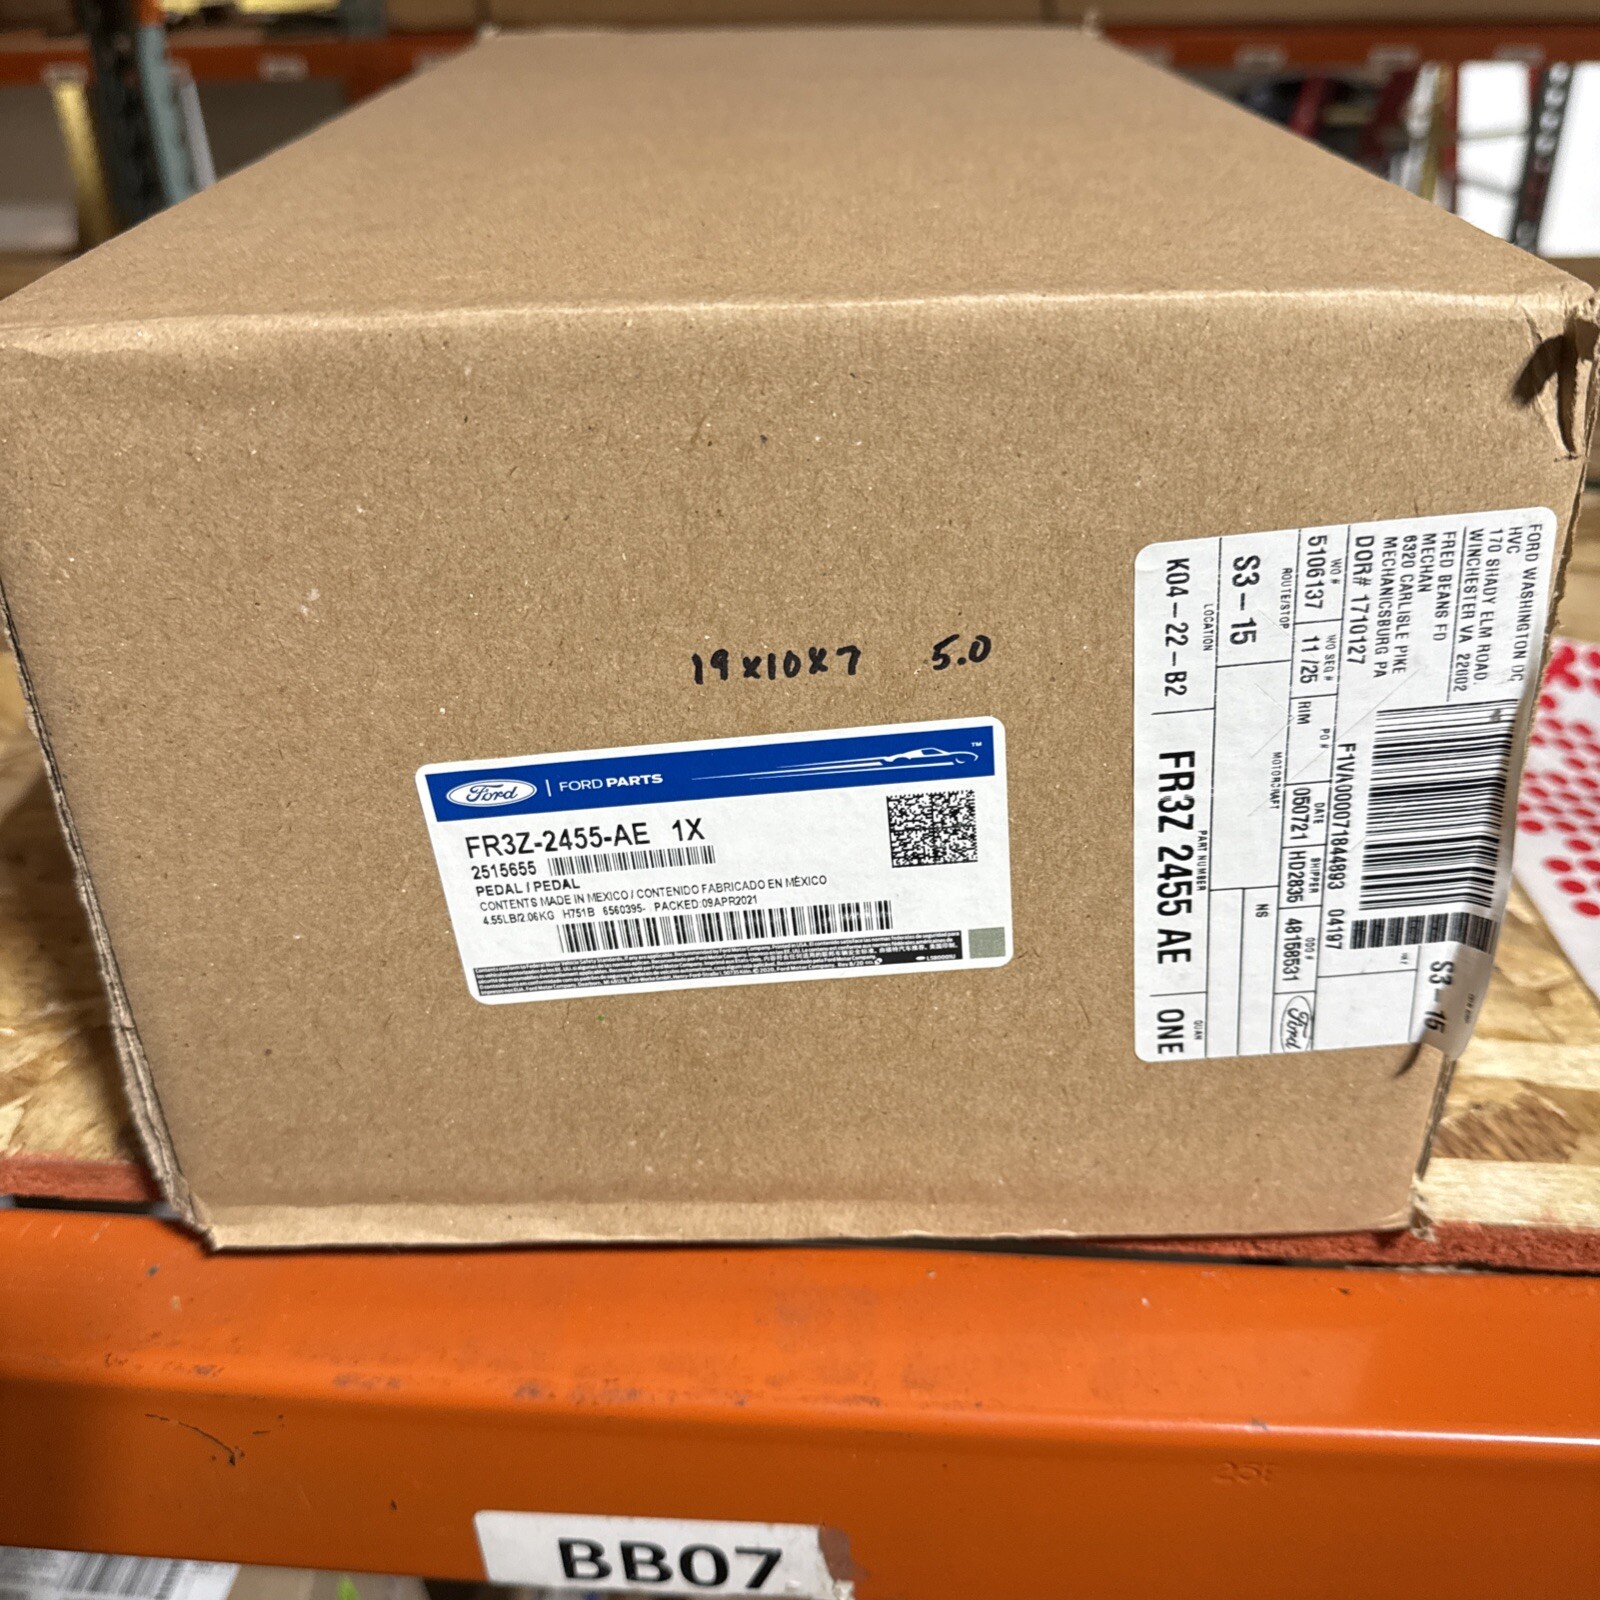 19x10x7 5.0
Ford | FORD PARTS ™
FR3Z-2455-AE 1X
2515655
PEDAL / PEDAL
CONTENTS MADE IN MEXICO / CONTENIDO FABRICADO EN MÉXICO
4.55LB/2.06KG H751B 6560395- PACKED:09APR2021
FORD WASHINGTON DC
HVC
170 SHADY ELM ROAD.
WINCHESTER VA 22602
FRED BEANS FD
MECHAN
6320 CARLISLE PIKE
MECHANICSBURG PA
DOR# 1710127
F1VA000071844893 04197
S3-15
WO # WO SEQ # PO # DATE SHIPPER ODD #
5106137 11/25 RIM 050721 HD2835 48158531
Ford
ROUTE/STOP MOTORCRAFT NS
S3-15
LOCATION PART NUMBER QUAN
K04-22-B2 FR3Z 2455 AE ONE
BB07